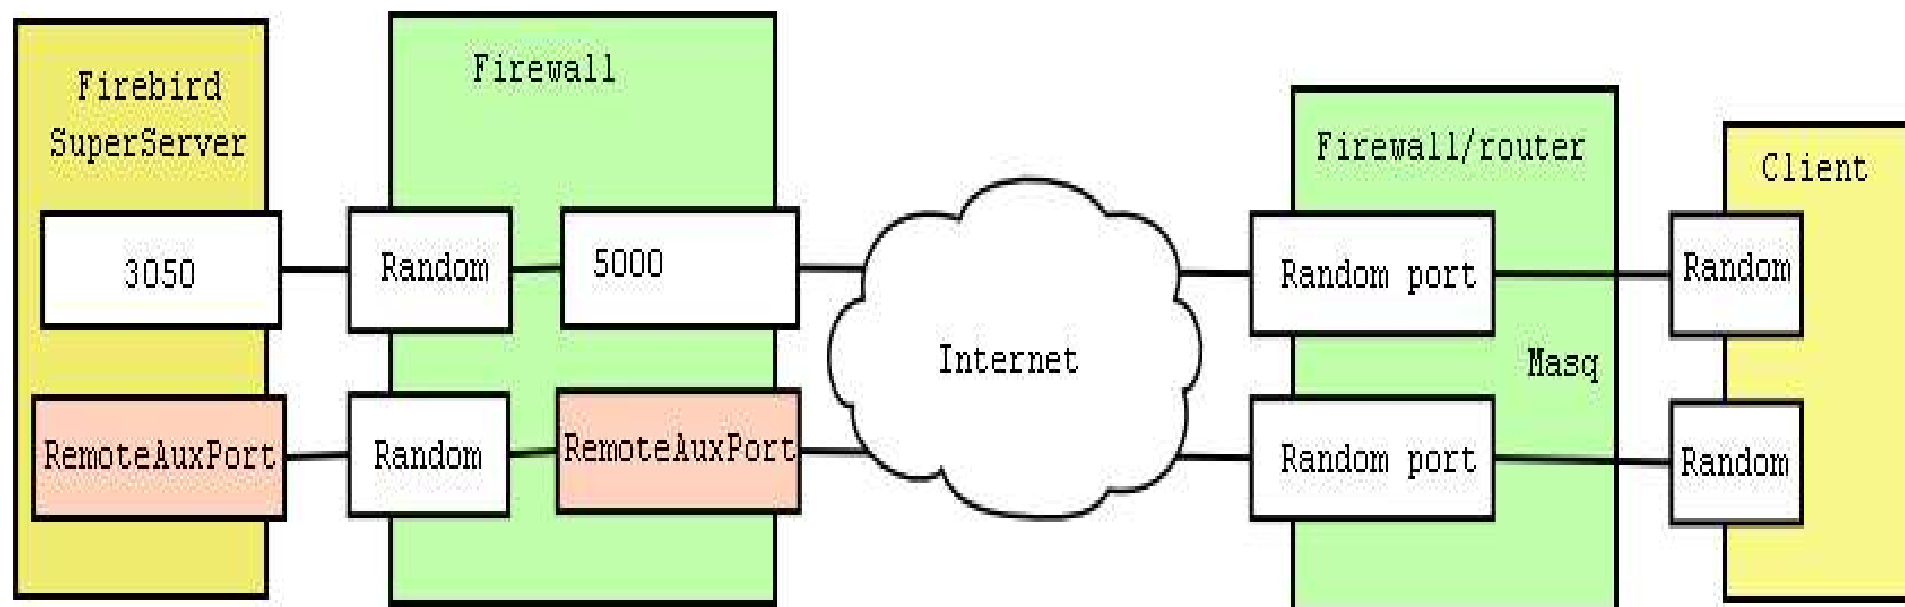 Firebird
SuperServer
3050
RemoteAuxPort
Firewall
Random
5000
Random
RemoteAuxPort
Internet
Firewall/router
Random port
Masq
Random port
Client
Random
Random